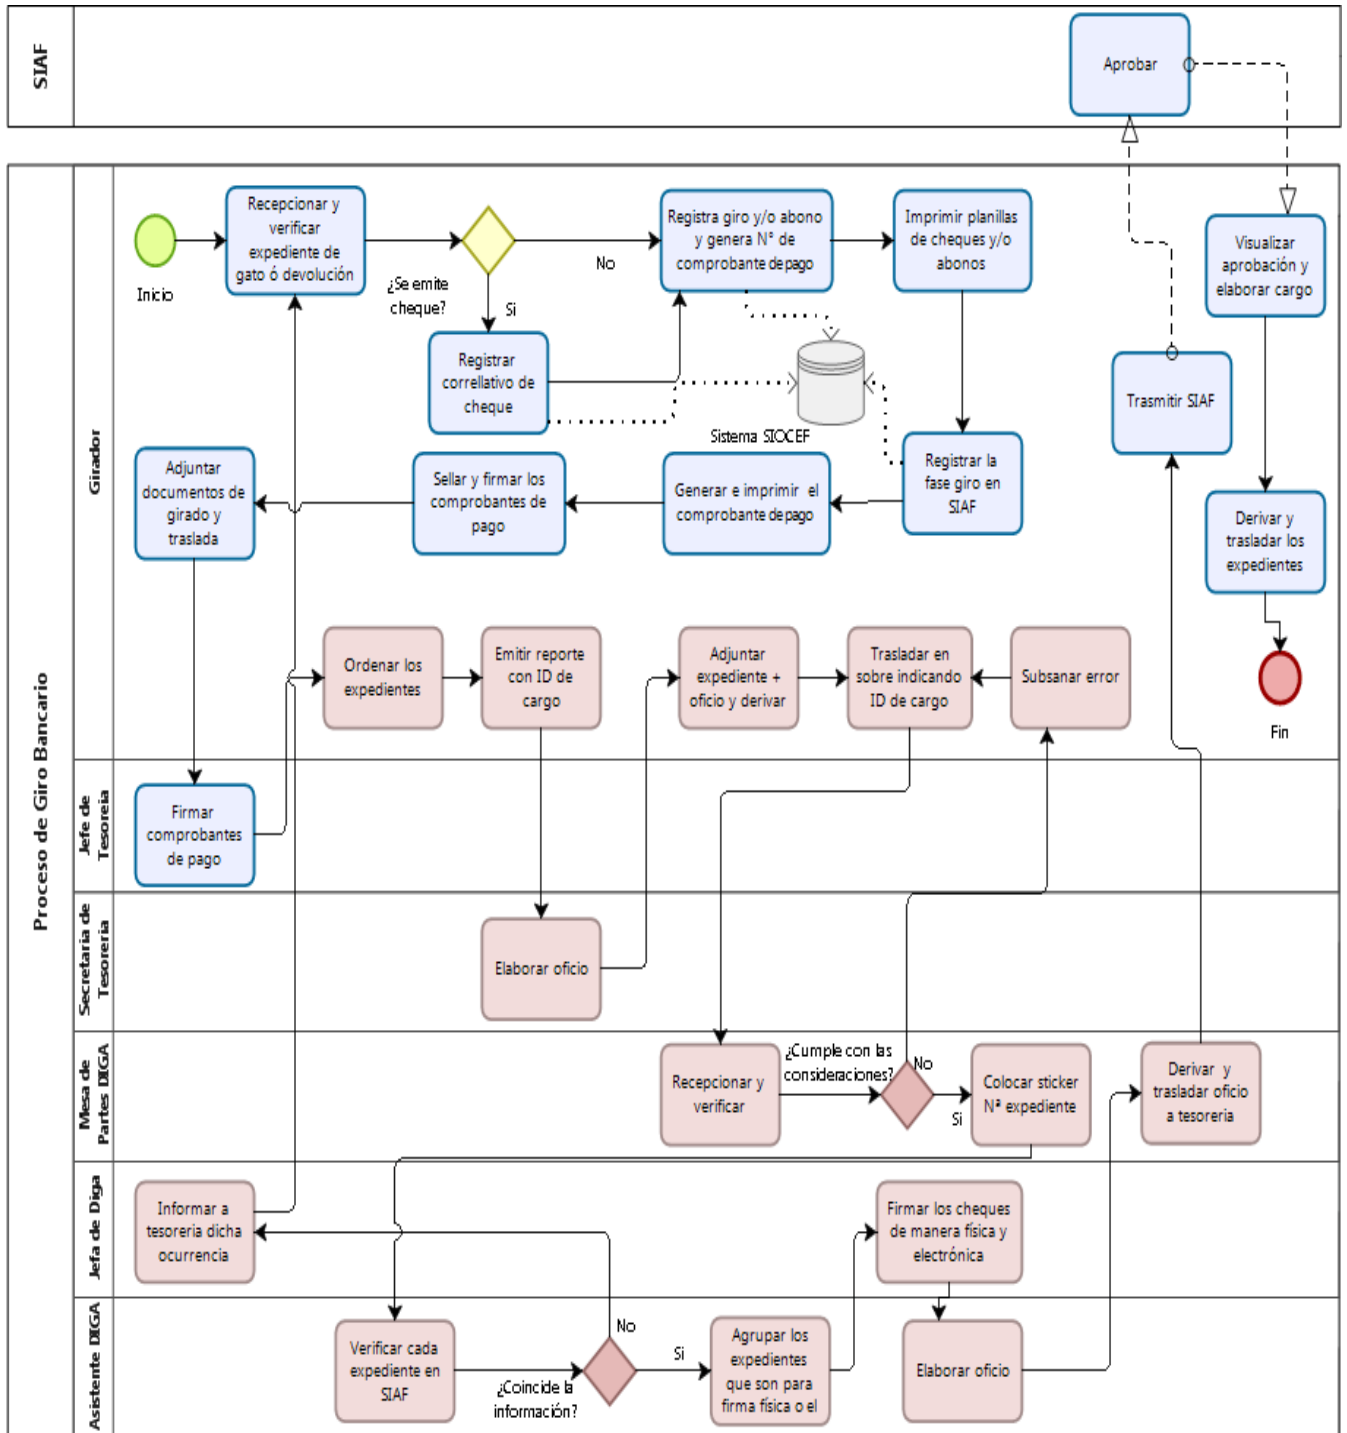 SIAF
Aprobar
Proceso de Giro Bancario
Girador
Inicio
Recepcionar y
verificar
expediente de
gato ó devolución
¿Se emite
cheque?
No
Si
Registrar
correllativo de
cheque
Registra giro y/o abono
y genera N° de
comprobante de pago
Imprimir planillas
de cheques y/o
abonos
Sistema SIOCEF
Visualizar
aprobación y
elaborar cargo
Trasmitir SIAF
Adjuntar
documentos de
girado y
traslada
Sellar y firmar los
comprobantes de
pago
Generar e imprimir el
comprobante de pago
Registrar la
fase giro en
SIAF
Derivar y
trasladar los
expedientes
Ordenar los
expedientes
Emitir reporte
con ID de
cargo
Adjuntar
expediente +
oficio y derivar
Trasladar en
sobre indicando
ID de cargo
Subsanar error
Fin
Jefe de
Tesoreia
Firmar
comprobantes
de pago
Secretaria de
Tesoreria
Elaborar oficio
Mesa de
Partes DIGA
Recepcionar y
verificar
¿Cumple con las
consideraciones?
No
Si
Colocar sticker
Nª expediente
Derivar y
trasladar oficio
a tesoreria
Jefa de Diga
Informar a
tesoreria dicha
ocurrencia
Firmar los cheques
de manera física y
electrónica
Asistente DIGA
Verificar cada
expediente en
SIAF
¿Coincide la
información?
No
Si
Agrupar los
expedientes
que son para
firma física o el
Elaborar oficio